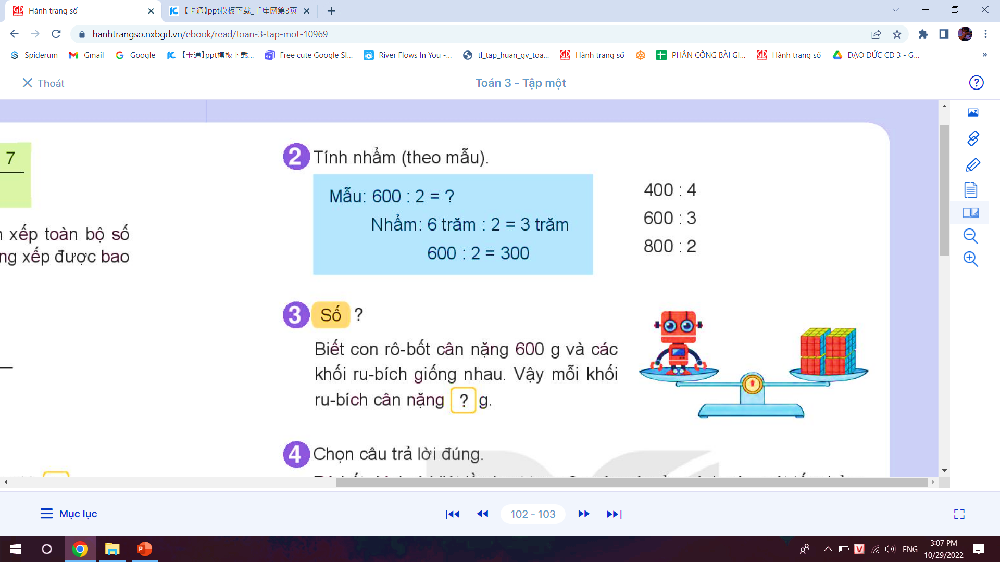 Hành trang số
【卡通】ppt模板下载_千库网第3页
hanhtrangso.nxbgd.vn/ebook/read/toan-3-tap-mot-10969
Spiderum
Gmail
Google
【卡通】ppt模板下载...
Free cute Google Sl...
River Flows In You -...
tl_tap_huan_gv_toa...
Hành trang số
PHÂN CÔNG BÀI GI...
Hành trang số
ĐẠO ĐỨC CD 3 - G...
»
Thoát
Toán 3 - Tập một
7
xếp toàn bộ số
ng xếp được bao
2 Tính nhẩm (theo mẫu).
Mẫu: 600 : 2 = ?
Nhẩm: 6 trăm : 2 = 3 trăm
600 : 2 = 300
400 : 4
600 : 3
800 : 2
3 Số ?
Biết con rô-bốt cân nặng 600 g và các
khối ru-bích giống nhau. Vậy mỗi khối
ru-bích cân nặng ? g.
4 Chọn câu trả lời đúng.
Mục lục
102 - 103
ENG
3:07 PM
10/29/2022